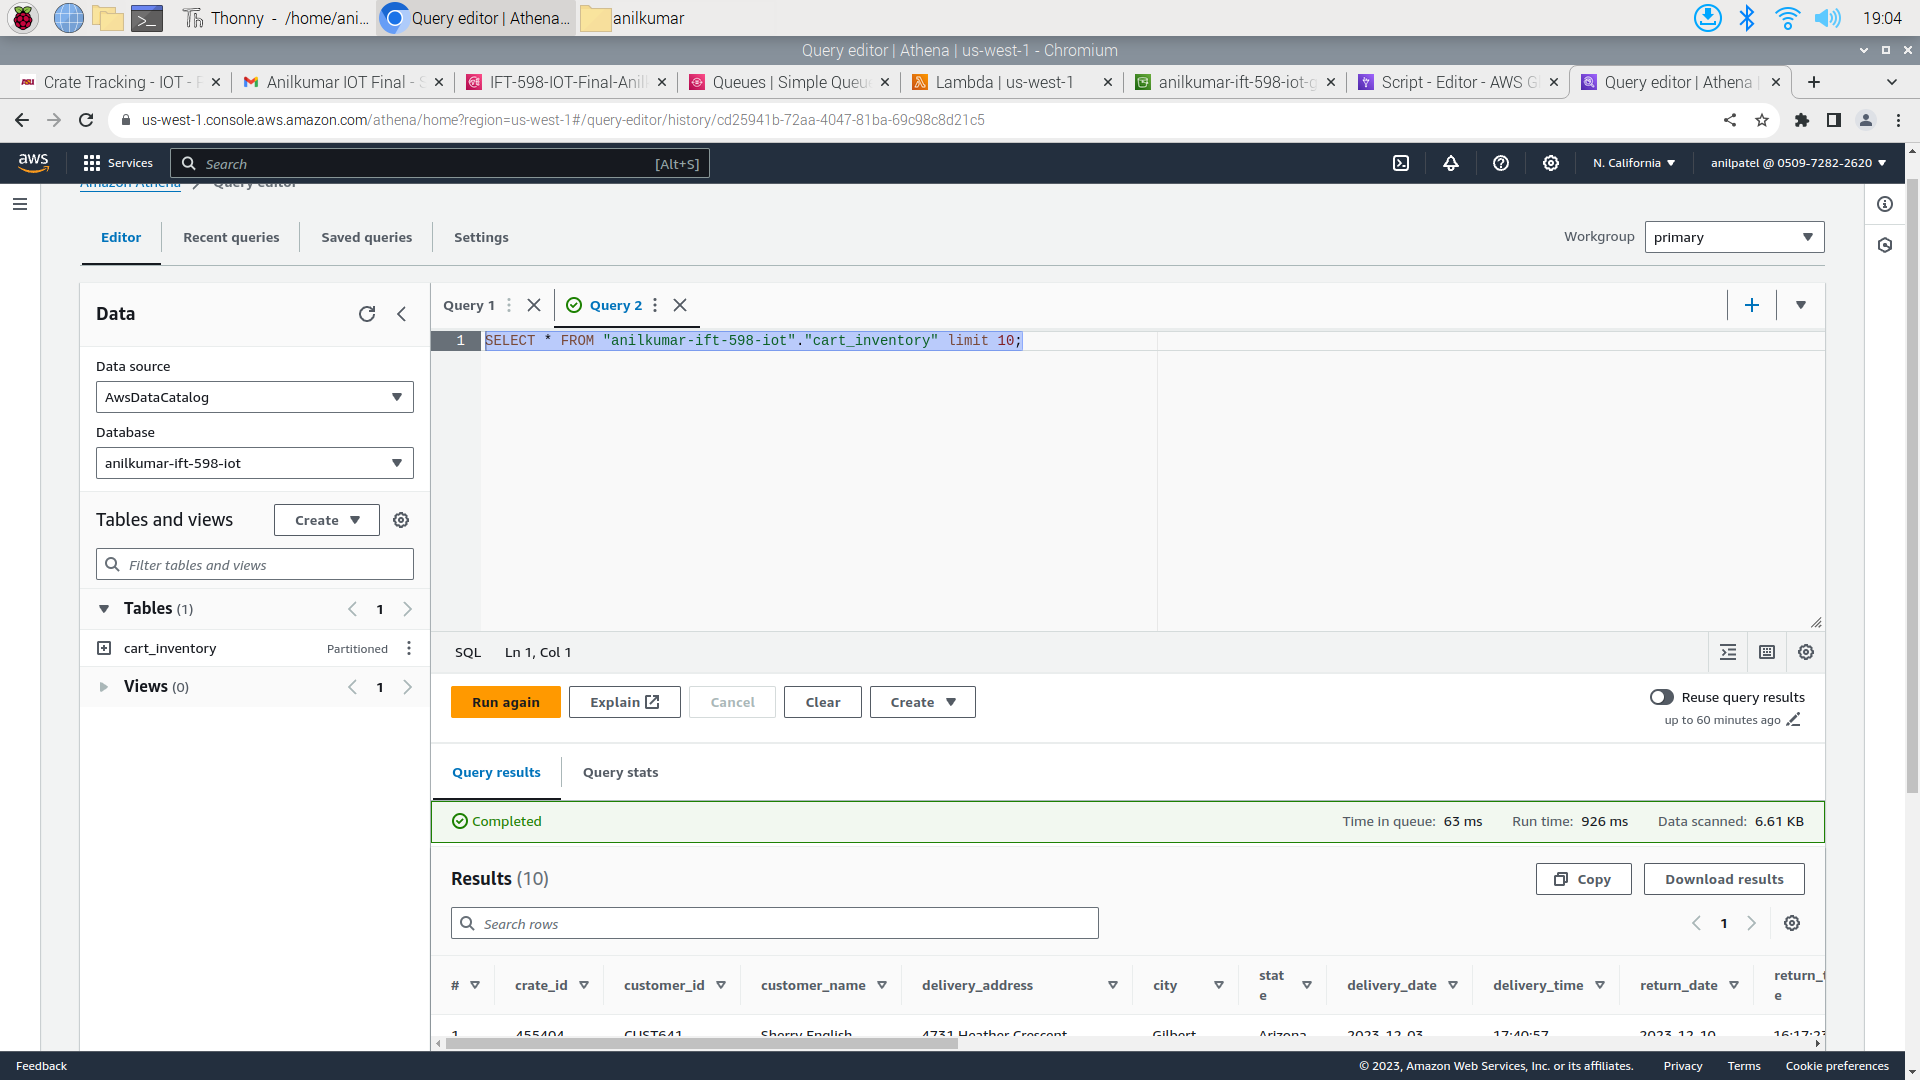 Thonny - /home/ani...
Query editor | Athena...
anilkumar
19:04
Query editor | Athena | us-west-1 - Chromium
Crate Tracking - IOT - 
Anilkumar IOT Final - 
IFT-598-IOT-Final-Anil
Queues | Simple Queu
Lambda | us-west-1
anilkumar-ift-598-iot-g
Script - Editor - AWS G
Query editor | Athena |
us-west-1.console.aws.amazon.com/athena/home?region=us-west-1#/query-editor/history/cd25941b-72aa-4047-81ba-69c98c8d21c5
aws
Services
Search
[Alt+S]
N. California
anilpatel @ 0509-7282-2620
Amazon Athena
Query editor
Editor
Recent queries
Saved queries
Settings
Workgroup
primary
Data
Query 1
Query 2
1
SELECT * FROM "anilkumar-ift-598-iot"."cart_inventory" limit 10;
Data source
AwsDataCatalog
Database
anilkumar-ift-598-iot
Tables and views
Create
Filter tables and views
Tables (1)
1
cart_inventory
Partitioned
Views (0)
1
SQL
Ln 1, Col 1
Run again
Explain
Cancel
Clear
Create
Reuse query results
up to 60 minutes ago
Query results
Query stats
Completed
Time in queue: 63 ms
Run time: 926 ms
Data scanned: 6.61 KB
Results (10)
Copy
Download results
Search rows
1
#
crate_id
customer_id
customer_name
delivery_address
city
stat
e
delivery_date
delivery_time
return_date
return_t
e
1
455404
CUST641
Sherry English
4731 Heather Crescent
Gilbert
Arizona
2023-12-03
17:40:57
2023-12-10
16:17:23
Feedback
© 2023, Amazon Web Services, Inc. or its affiliates.
Privacy
Terms
Cookie preferences